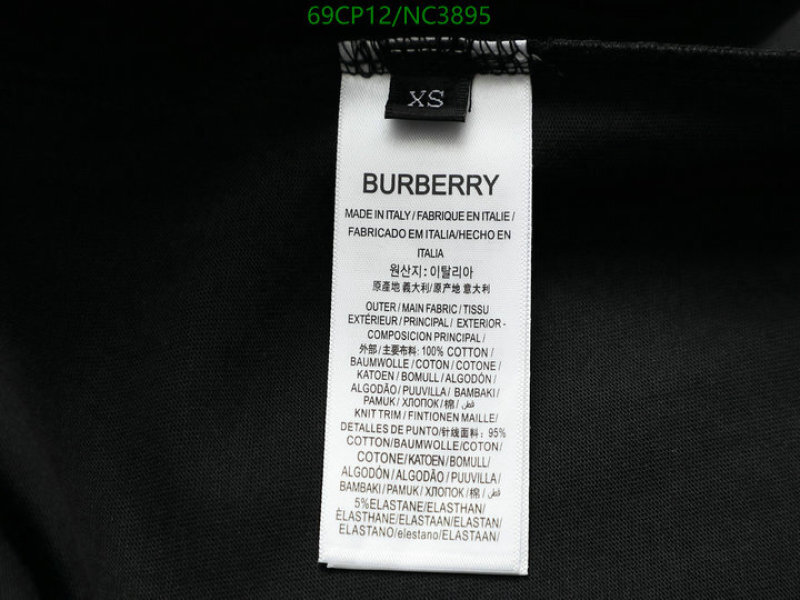 69CP12/NC3895
XS
BURBERRY
MADE IN ITALY / FABRIQUE EN ITALIE /
FABRICADO EM ITALIA/HECHO EN
ITALIA
원산지 : 이탈리아
原產地 義大利/原产地 意大利
OUTER / MAIN FABRIC / TISSU
EXTÉRIEUR / PRINCIPAL / EXTERIOR -
COMPOSICION PRINCIPAL /
外部 / 主要布料: 100% COTTON /
BAUMWOLLE / COTON / COTONE /
KATOEN / BOMULL / ALGODÓN /
ALGODÃO / PUUVILLA / BAMBAKI /
PAMUK / ХЛОПОК / 棉 / قطن
KNIT TRIM / FINTIONEN MAILLE/
DETALLES DE PUNTO/针线面料 : 95%
COTTON/BAUMWOLLE/COTON/
COTONE/KATOEN/BOMULL/
ALGODÓN / ALGODÃO / PUUVILLA /
BAMBAKI / PAMUK / ХЛОПОК /棉 / قطن
5%ELASTANE/ELASTHAN/
ÈLASTHANE/ELASTAAN/ELASTAN/
ELASTANO/elestano/ELASTAAN/